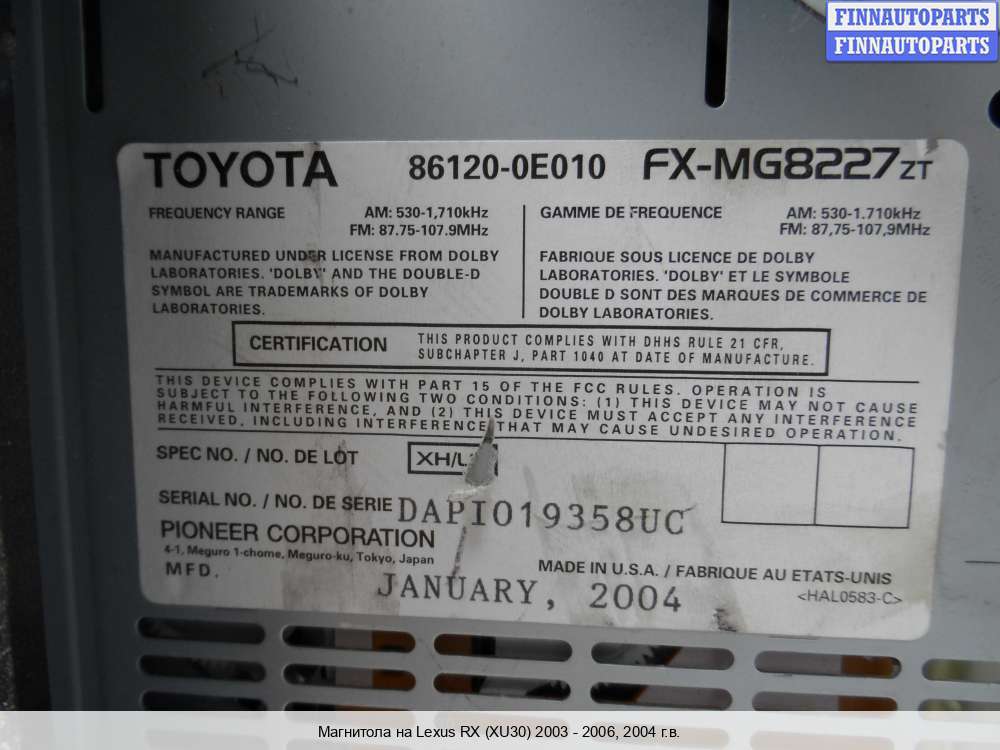 FINNAUTOPARTS
FINNAUTOPARTS
TOYOTA 86120-0E010 FX-MG8227ZT
FREQUENCY RANGE AM: 530-1,710kHz
FM: 87.75-107.9MHz
MANUFACTURED UNDER LICENSE FROM DOLBY
LABORATORIES. 'DOLBY' AND THE DOUBLE-D
SYMBOL ARE TRADEMARKS OF DOLBY
LABORATORIES.
GAMME DE FREQUENCE AM: 530-1.710kHz
FM: 87,75-107,9MHz
FABRIQUE SOUS LICENCE DE DOLBY
LABORATORIES. 'DOLBY' ET LE SYMBOLE
DOUBLE D SONT DES MARQUES DE COMMERCE DE
DOLBY LABORATORIES.
CERTIFICATION THIS PRODUCT COMPLIES WITH DHHS RULE 21 CFR,
SUBCHAPTER J, PART 1040 AT DATE OF MANUFACTURE.
THIS DEVICE COMPLIES WITH PART 15 OF THE FCC RULES. OPERATION IS
SUBJECT TO THE FOLLOWING TWO CONDITIONS: (1) THIS DEVICE MAY NOT CAUSE
HARMFUL INTERFERENCE, AND (2) THIS DEVICE MUST ACCEPT ANY INTERFERENCE
RECEIVED, INCLUDING INTERFERENCE THAT MAY CAUSE UNDESIRED OPERATION.
SPEC NO. / NO. DE LOT
SERIAL NO. / NO. DE SERIE DAPI019358UC
PIONEER CORPORATION
4-1, Meguro 1-chome, Meguro-ku, Tokyo, Japan
MFD. JANUARY, 2004
MADE IN U.S.A. / FABRIQUE AU ETATS-UNIS
<HAL0583-C>
Магнитола на Lexus RX (XU30) 2003 - 2006, 2004 г.в.